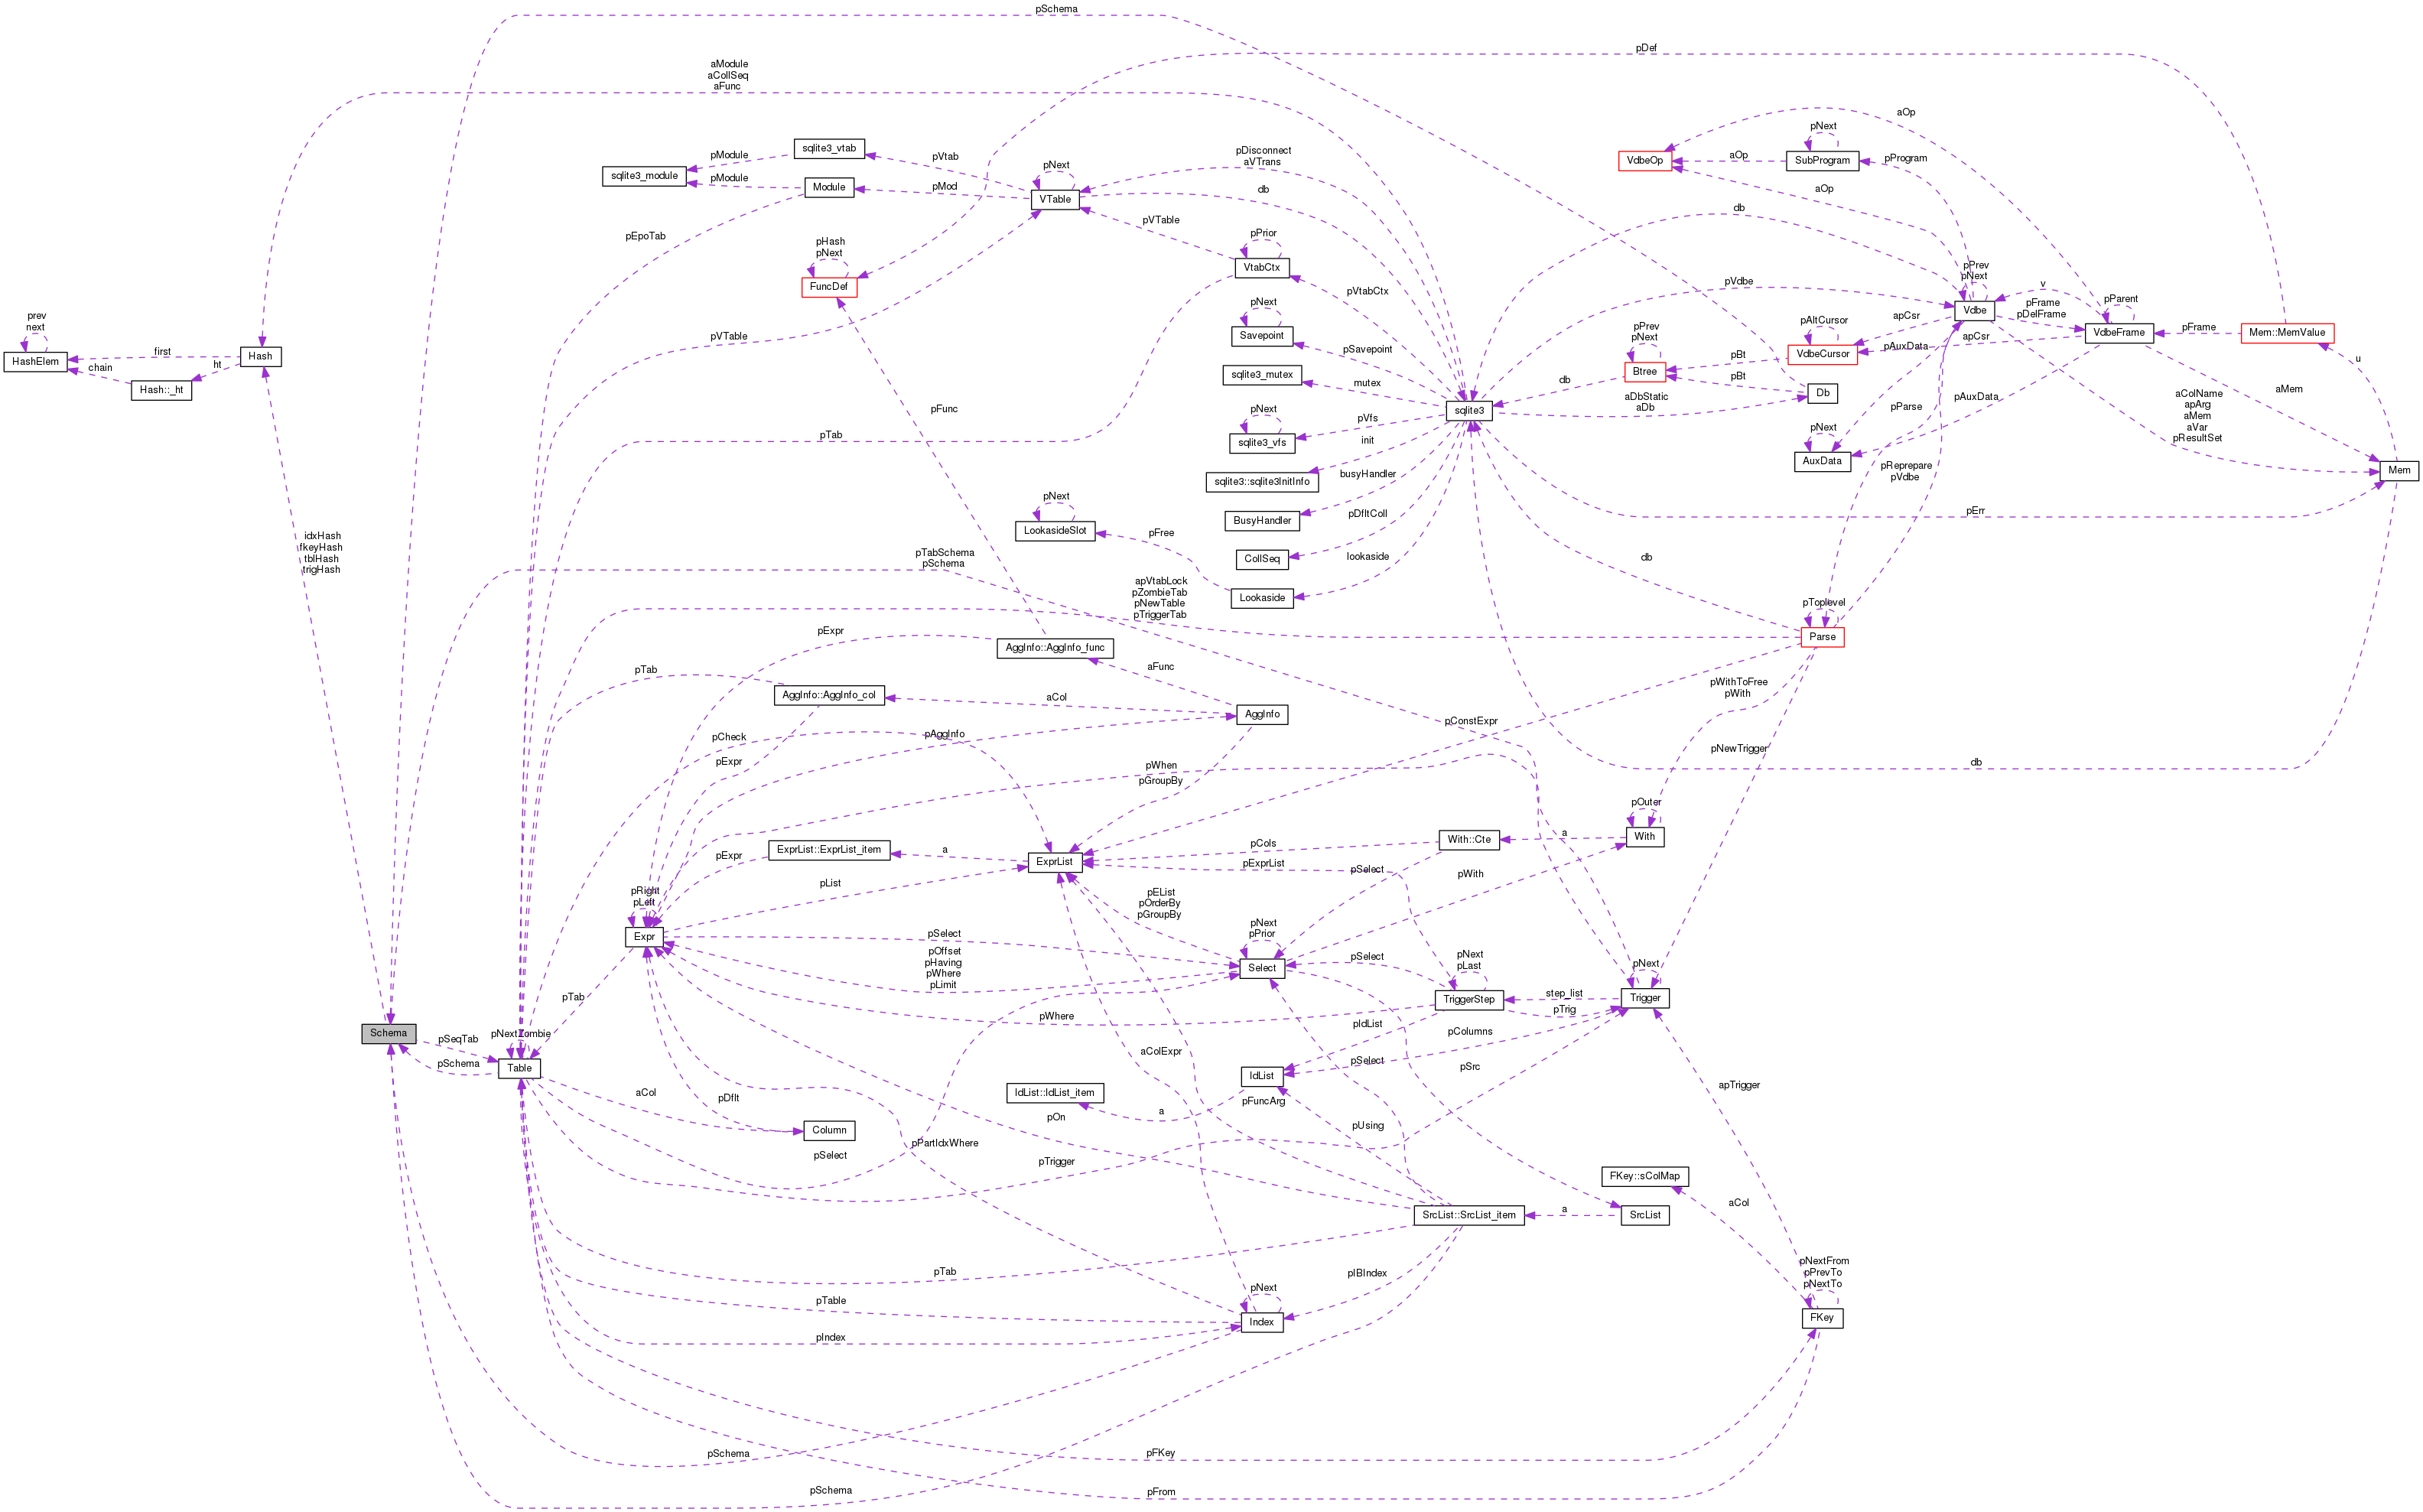 pSchema
pDef
aModule
aCollSeq
aFunc
aOp
pNext
sqlite3_vtab
pModule
pVtab
pDisconnect
aVTrans
VdbeOp
aOp
SubProgram
pProgram
sqlite3_module
pModule
Module
pMod
pNext
VTable
db
aOp
db
pEpoTab
pVTable
pPrior
VtabCtx
pHash
pNext
FuncDef
pVtabCtx
pVdbe
pPrev
pNext
Vdbe
v
pFrame
pDelFrame
pParent
VdbeFrame
pFrame
Mem::MemValue
prev
next
HashElem
first
Hash
chain
ht
Hash::_ht
pVTable
pNext
Savepoint
pSavepoint
pPrev
pNext
Btree
pBt
pAltCursor
VdbeCursor
apCsr
pAuxData
apCsr
u
sqlite3_mutex
mutex
db
pBt
Db
sqlite3
aDbStatic
aDb
pFunc
pNext
sqlite3_vfs
pVfs
pParse
pAuxData
aMem
aColName
apArg
aMem
aVar
pResultSet
pTab
init
pNext
AuxData
Mem
sqlite3::sqlite3InitInfo
busyHandler
pReprepare
pVdbe
BusyHandler
pDfltColl
pErr
pNext
LookasideSlot
pFree
CollSeq
lookaside
db
idxHash
fkeyHash
tblHash
trigHash
pTabSchema
pSchema
apVtabLock
pZombieTab
pNewTable
pTriggerTab
Lookaside
pToplevel
Parse
pExpr
AggInfo::AggInfo_func
aFunc
pTab
AggInfo::AggInfo_col
aCol
AggInfo
pWithToFree
pWith
pConstExpr
pCheck
pExpr
pAggInfo
pNewTrigger
pWhen
pGroupBy
db
pOuter
With
a
With::Cte
pCols
ExprList::ExprList_item
a
ExprList
pExpr
pExprList
pSelect
pWith
pList
pRight
pLeft
Expr
pEList
pOrderBy
pGroupBy
pSelect
pNext
pPrior
Select
pOffset
pHaving
pWhere
pLimit
pSelect
pNext
pLast
TriggerStep
step_list
pNext
Trigger
pTrig
pTab
pWhere
pIdList
pColumns
Schema
pSeqTab
pNextZombie
Table
pSchema
aColExpr
pSelect
pSrc
IdList
apTrigger
aCol
pDflt
IdList::IdList_item
a
pFuncArg
pOn
Column
pUsing
pPartIdxWhere
pSelect
pTrigger
FKey::sColMap
aCol
SrcList::SrcList_item
a
SrcList
pTab
pIBIndex
pNextFrom
pPrevTo
pNextTo
FKey
pTable
pNext
Index
pIndex
pSchema
pFKey
pSchema
pFrom